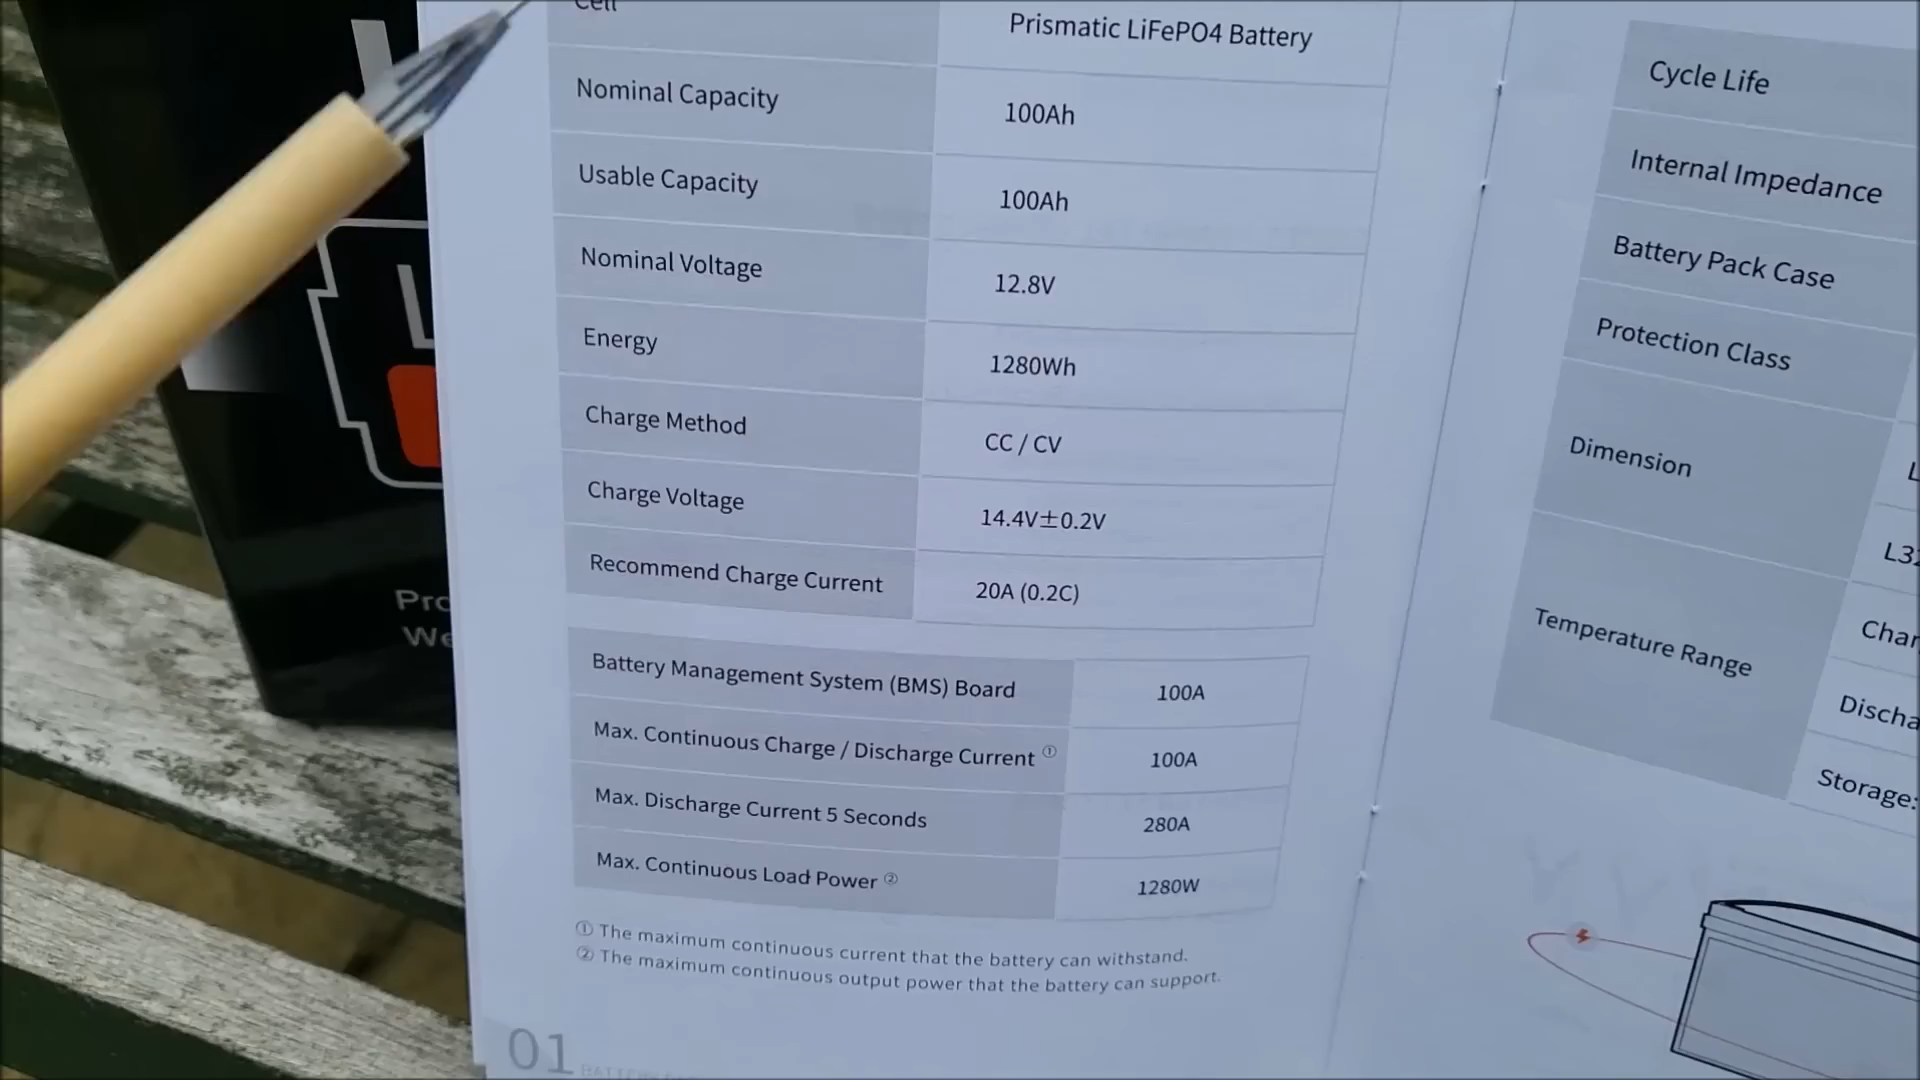 Cell Prismatic LiFePO4 Battery
Nominal Capacity 100Ah
Usable Capacity 100Ah
Nominal Voltage 12.8V
Energy 1280Wh
Charge Method CC / CV
Charge Voltage 14.4V±0.2V
Recommend Charge Current 20A (0.2C)
Battery Management System (BMS) Board 100A
Max. Continuous Charge / Discharge Current ① 100A
Max. Discharge Current 5 Seconds 280A
Max. Continuous Load Power ② 1280W
① The maximum continuous current that the battery can withstand.
② The maximum continuous output power that the battery can support.
01
Cycle Life
Internal Impedance
Battery Pack Case
Protection Class
Dimension
Temperature Range
Storage: